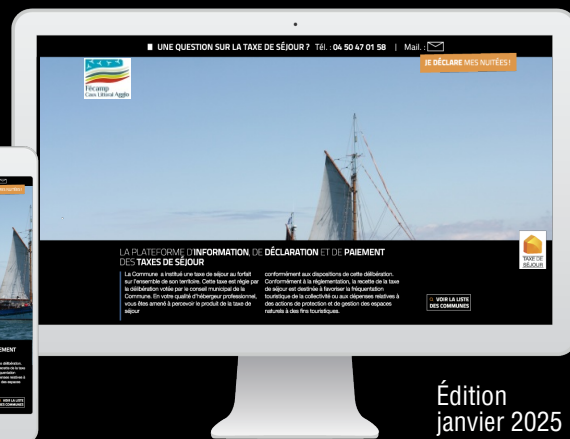 UNE QUESTION SUR LA TAXE DE SÉJOUR ? Tél. : 04 50 47 01 58 | Mail. :
JE DÉCLARE MES NUITÉES !
Fécamp
Caux Littoral Agglo
LA PLATEFORME D'INFORMATION, DE DÉCLARATION ET DE PAIEMENT
DES TAXES DE SÉJOUR
La Commune a institué une taxe de séjour au forfait
sur l'ensemble de son territoire. Cette taxe est régie par
la délibération votée par le conseil municipal de la
Commune. En votre qualité d'hébergeur professionnel,
vous êtes amené à percevoir le produit de la taxe de
séjour
conformément aux dispositions de cette délibération.
Conformément à la réglementation, la recette de la taxe
de séjour est destinée à favoriser la fréquentation
touristique de la collectivité ou aux dépenses relatives à
des actions de protection et de gestion des espaces
naturels à des fins touristiques.
TAXE DE
SÉJOUR
VOIR LA LISTE
DES COMMUNES
EMENT
VOIR LA LISTE
DES COMMUNES
Édition
janvier 2025